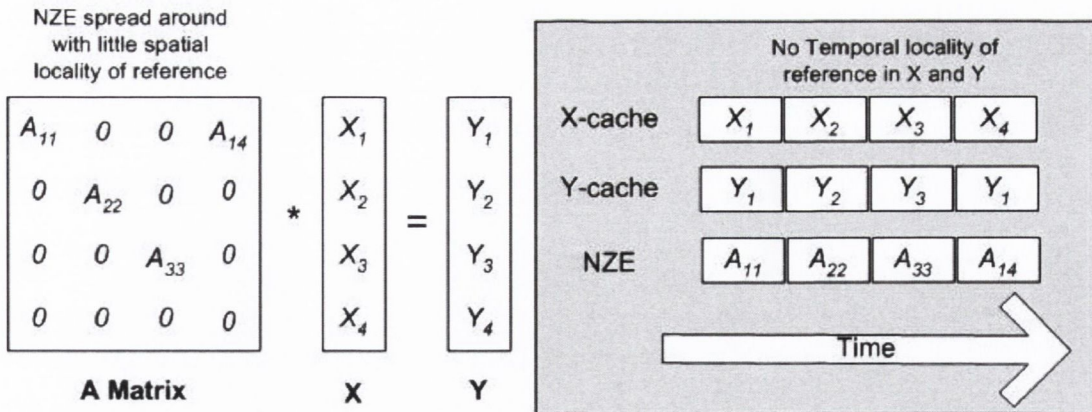 NZE spread around
with little spatial
locality of reference
A11 0 0 A14
0 A22 0 0
0 0 A33 0
0 0 0 0
A Matrix
*
X1
X2
X3
X4
X
=
Y1
Y2
Y3
Y4
Y
No Temporal locality of
reference in X and Y
X-cache X1 X2 X3 X4
Y-cache Y1 Y2 Y3 Y1
NZE A11 A22 A33 A14
Time